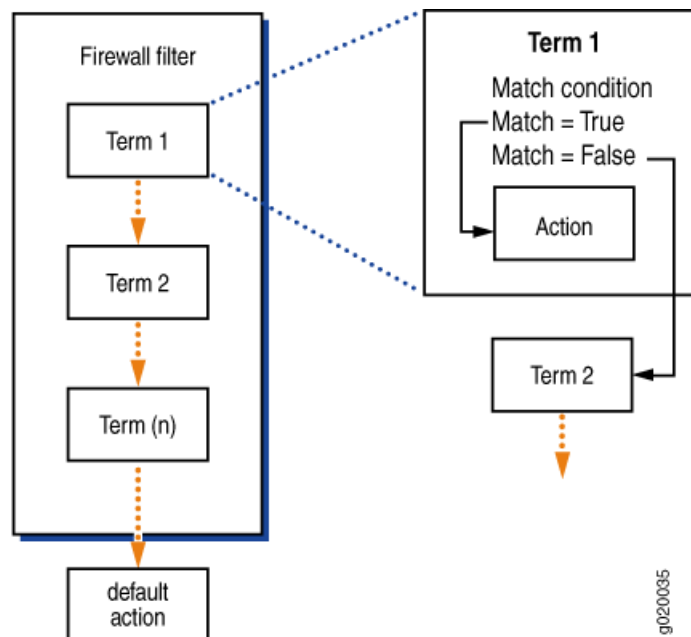 Firewall filter
Term 1
Term 2
Term (n)
default
action
Term 1
Match condition
Match = True
Match = False
Action
Term 2
g020035